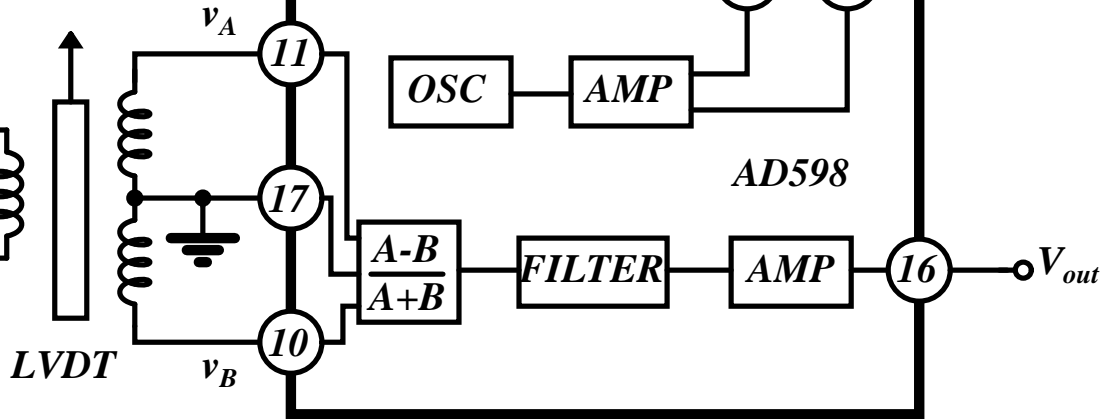 v_A
11
OSC
AMP
AD598
17
A-B
A+B
FILTER
AMP
16
V_out
10
LVDT
v_B